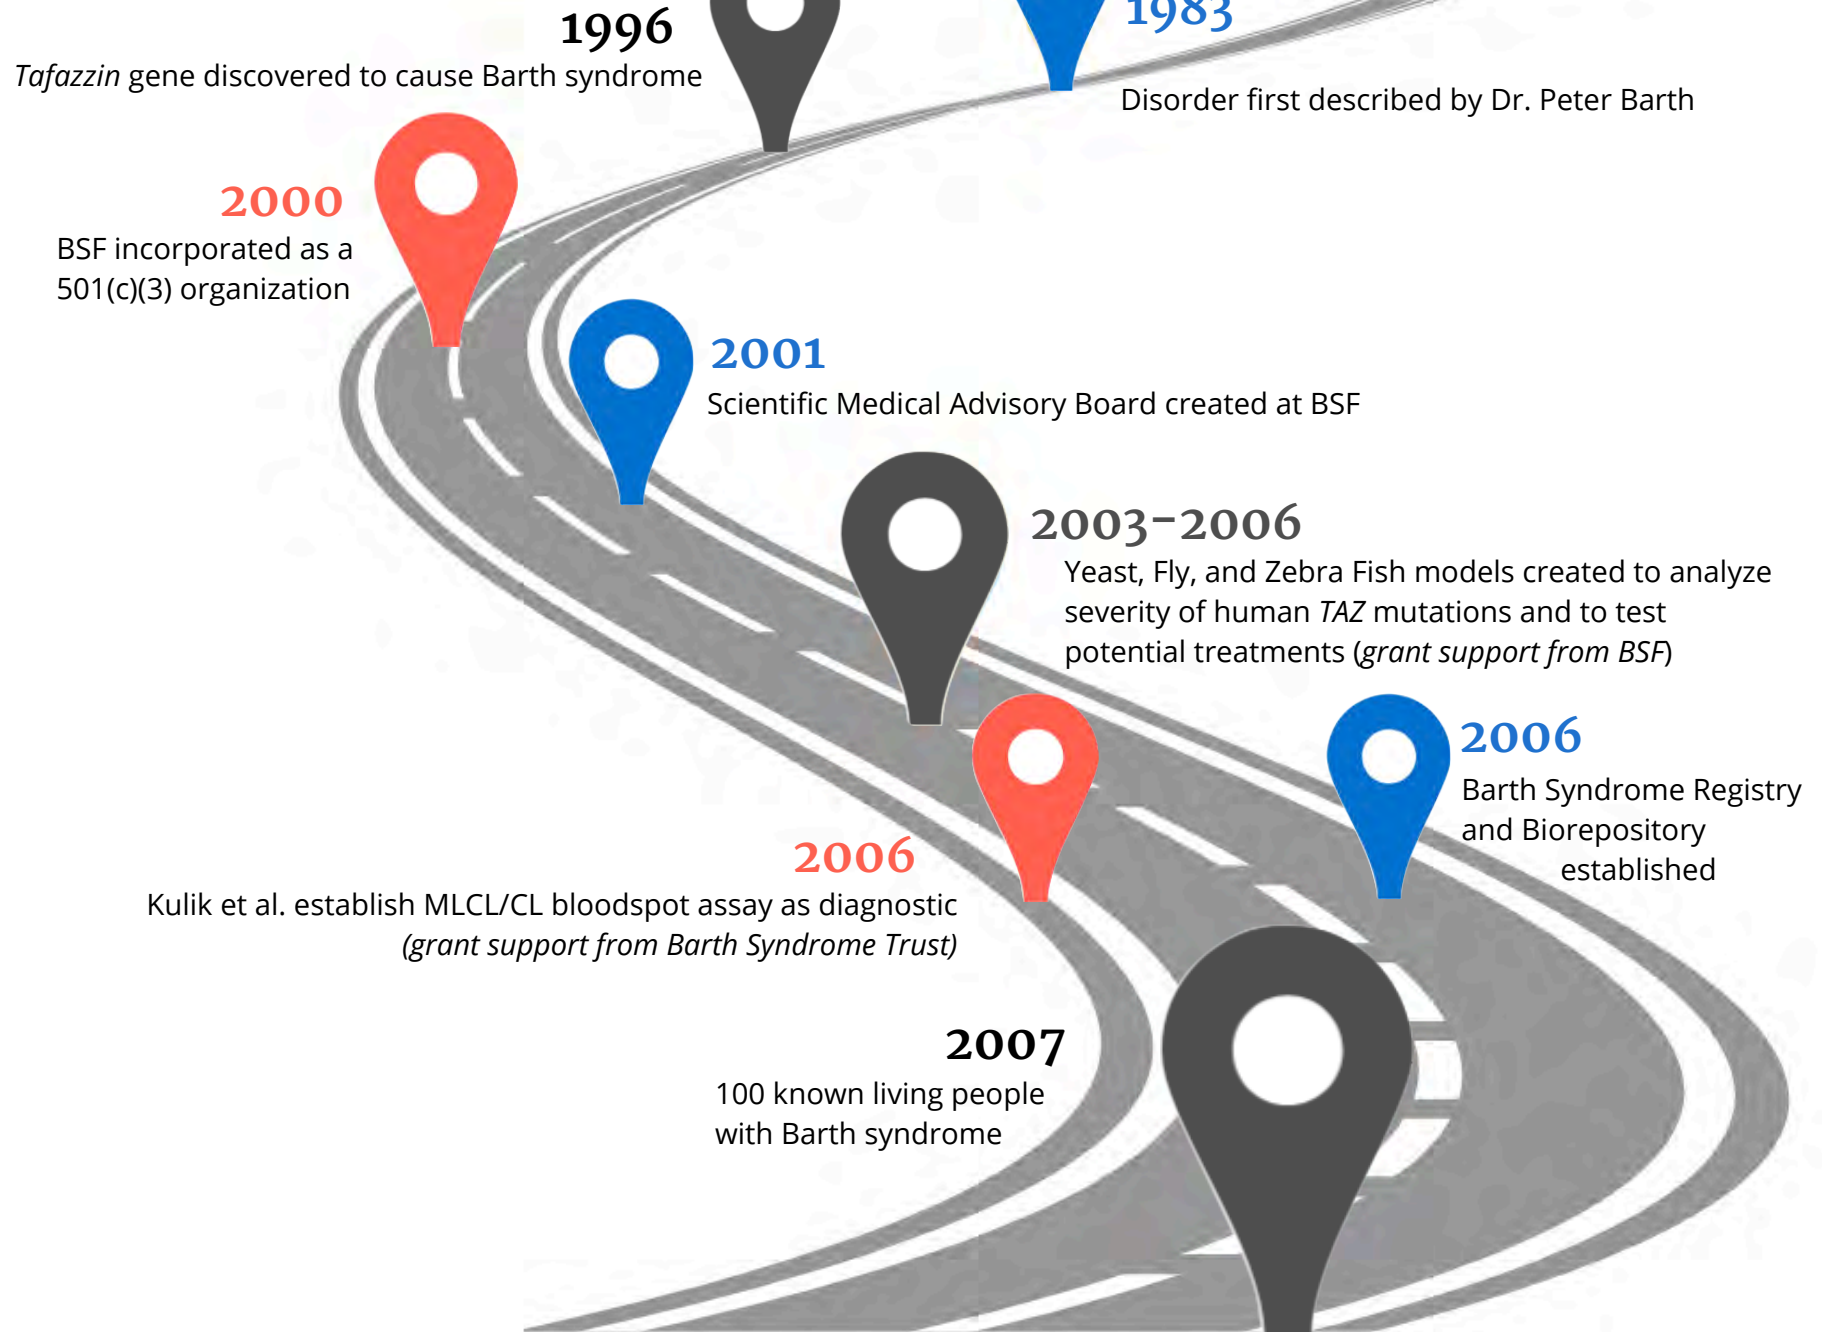 1996
Tafazzin gene discovered to cause Barth syndrome
1983
Disorder first described by Dr. Peter Barth
2000
BSF incorporated as a
501(c)(3) organization
2001
Scientific Medical Advisory Board created at BSF
2003-2006
Yeast, Fly, and Zebra Fish models created to analyze
severity of human TAZ mutations and to test
potential treatments (grant support from BSF)
2006
Barth Syndrome Registry
and Biorepository
established
2006
Kulik et al. establish MLCL/CL bloodspot assay as diagnostic
(grant support from Barth Syndrome Trust)
2007
100 known living people
with Barth syndrome